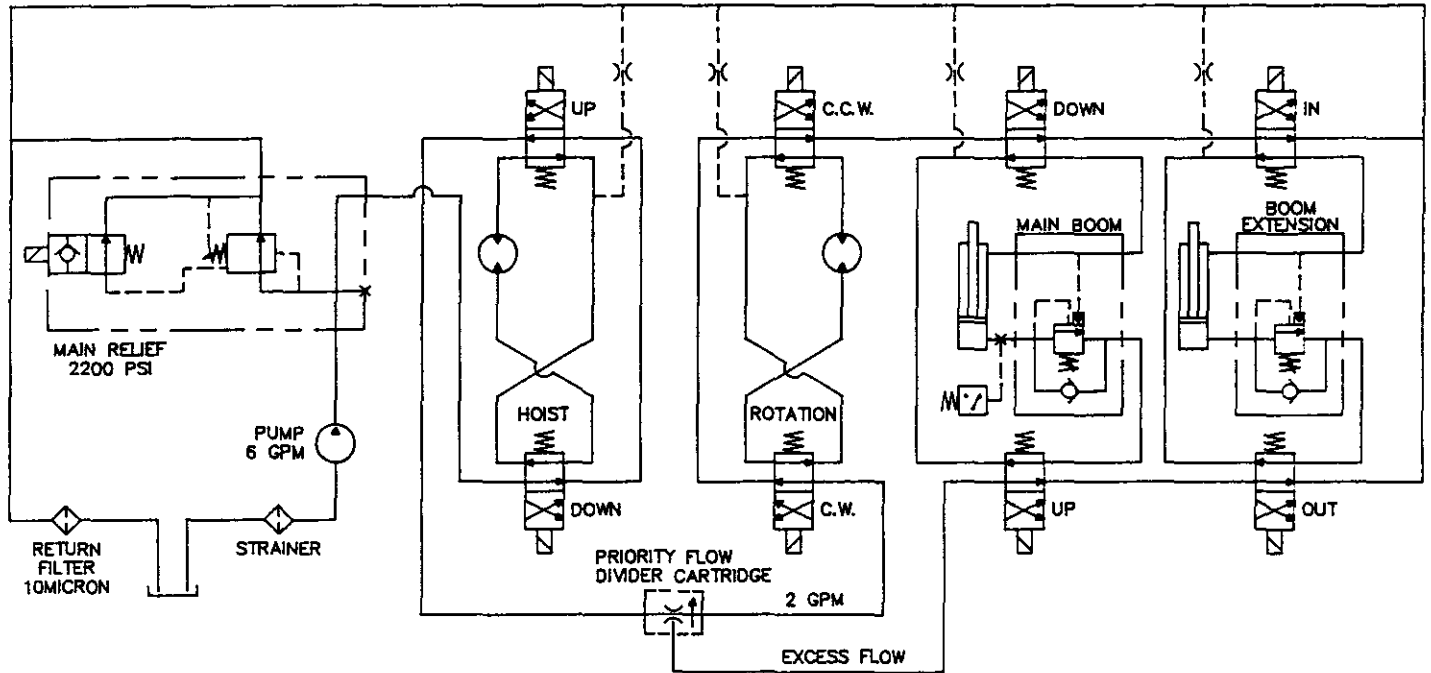 UP
C.C.W.
DOWN
IN
MAIN BOOM
BOOM
EXTENSION
MAIN RELIEF
2200 PSI
HOIST
ROTATION
PUMP
6 GPM
DOWN
C.W.
UP
OUT
RETURN
FILTER
10MICRON
STRAINER
PRIORITY FLOW
DIVIDER CARTRIDGE
2 GPM
EXCESS FLOW